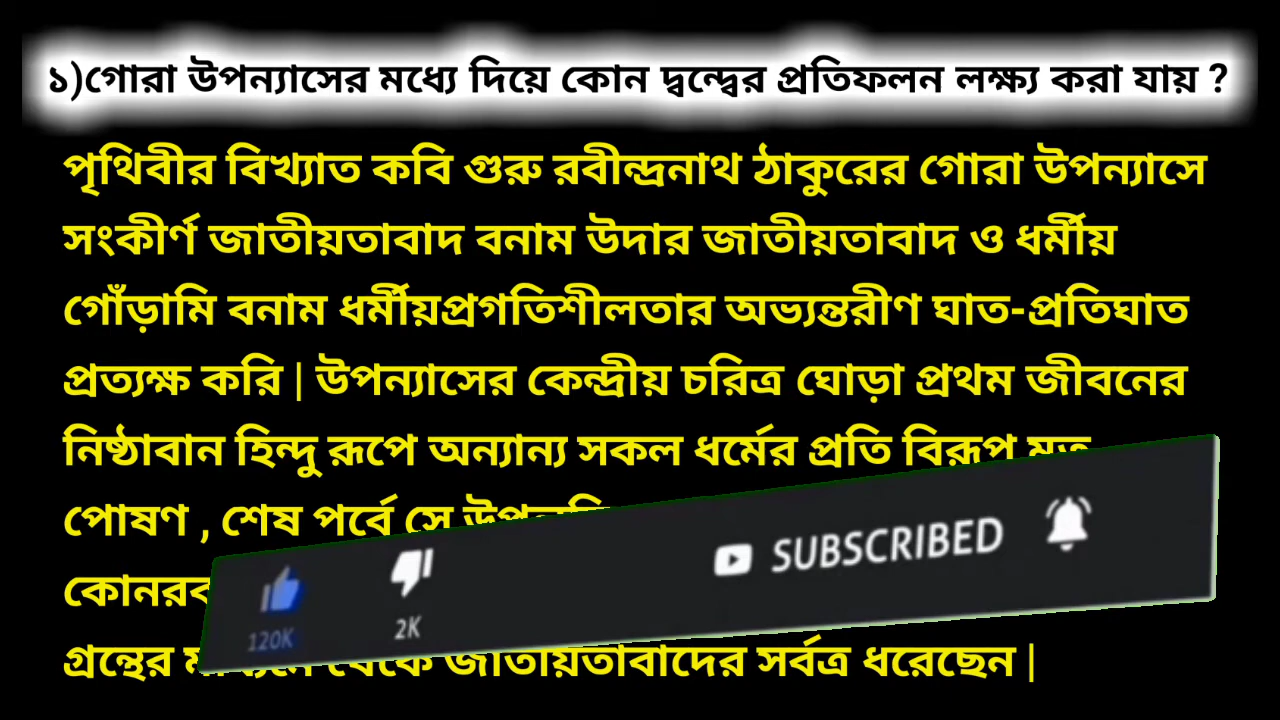 ১)গোরা উপন্যাসের মধ্যে দিয়ে কোন দ্বন্দ্বের প্রতিফলন লক্ষ্য করা যায় ?
পৃথিবীর বিখ্যাত কবি গুরু রবীন্দ্রনাথ ঠাকুরের গোরা উপন্যাসে
সংকীর্ণ জাতীয়তাবাদ বনাম উদার জাতীয়তাবাদ ও ধর্মীয়
গোঁড়ামি বনাম ধর্মীয়প্রগতিশীলতার অভ্যন্তরীণ ঘাত-প্রতিঘাত
প্রত্যক্ষ করি | উপন্যাসের কেন্দ্রীয় চরিত্র ঘোড়া প্রথম জীবনের
নিষ্ঠাবান হিন্দু রূপে অন্যান্য সকল ধর্মের প্রতি বিরূপ মত
পোষণ , শেষ পর্বে সে
গ্রন্থের থেকে জাতীয়তাবাদের সর্বত্র ধরেছেন |
120K
2K
SUBSCRIBED